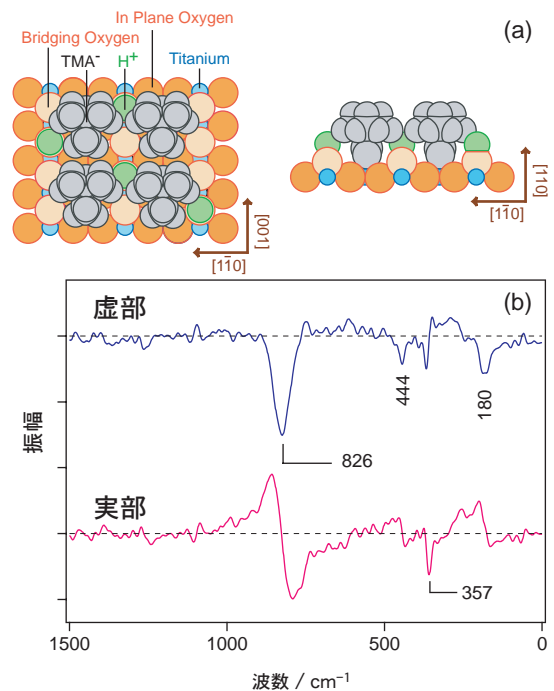 In Plane Oxygen
(a)
Bridging Oxygen
TMA⁻
H⁺
Titanium
[001]
[11̄0]
[110]
[11̄0]
(b)
虚部
444
180
826
振幅
実部
357
1500
1000
500
0
波数 / cm⁻¹